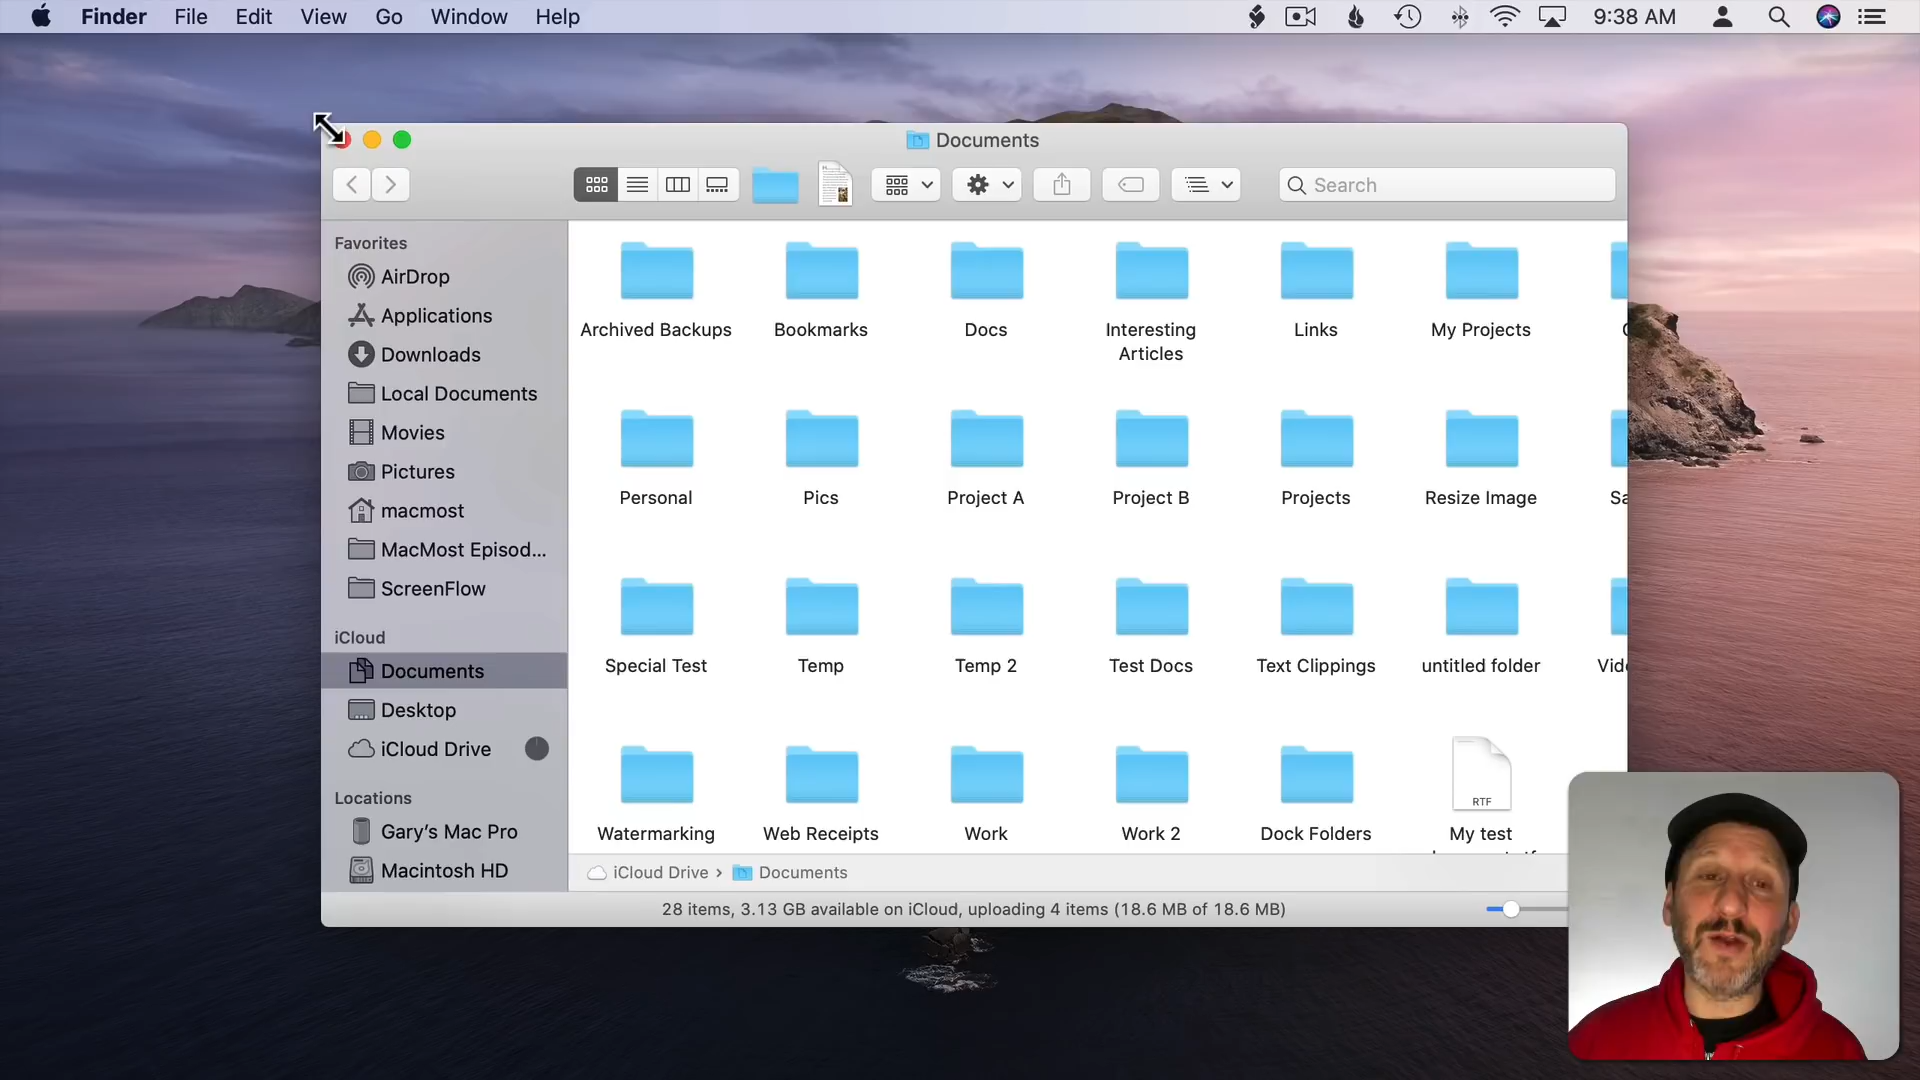 Finder File Edit View Go Window Help 9:38 AM
Documents
Search
Favorites
AirDrop
Applications
Downloads
Local Documents
Movies
Pictures
macmost
MacMost Episod...
ScreenFlow
iCloud
Documents
Desktop
iCloud Drive
Locations
Gary's Mac Pro
Macintosh HD
Archived Backups Bookmarks Docs Interesting Articles Links My Projects
Personal Pics Project A Project B Projects Resize Image Sa
Special Test Temp Temp 2 Test Docs Text Clippings untitled folder Vid
RTF
Watermarking Web Receipts Work Work 2 Dock Folders My test
iCloud Drive › Documents
28 items, 3.13 GB available on iCloud, uploading 4 items (18.6 MB of 18.6 MB)